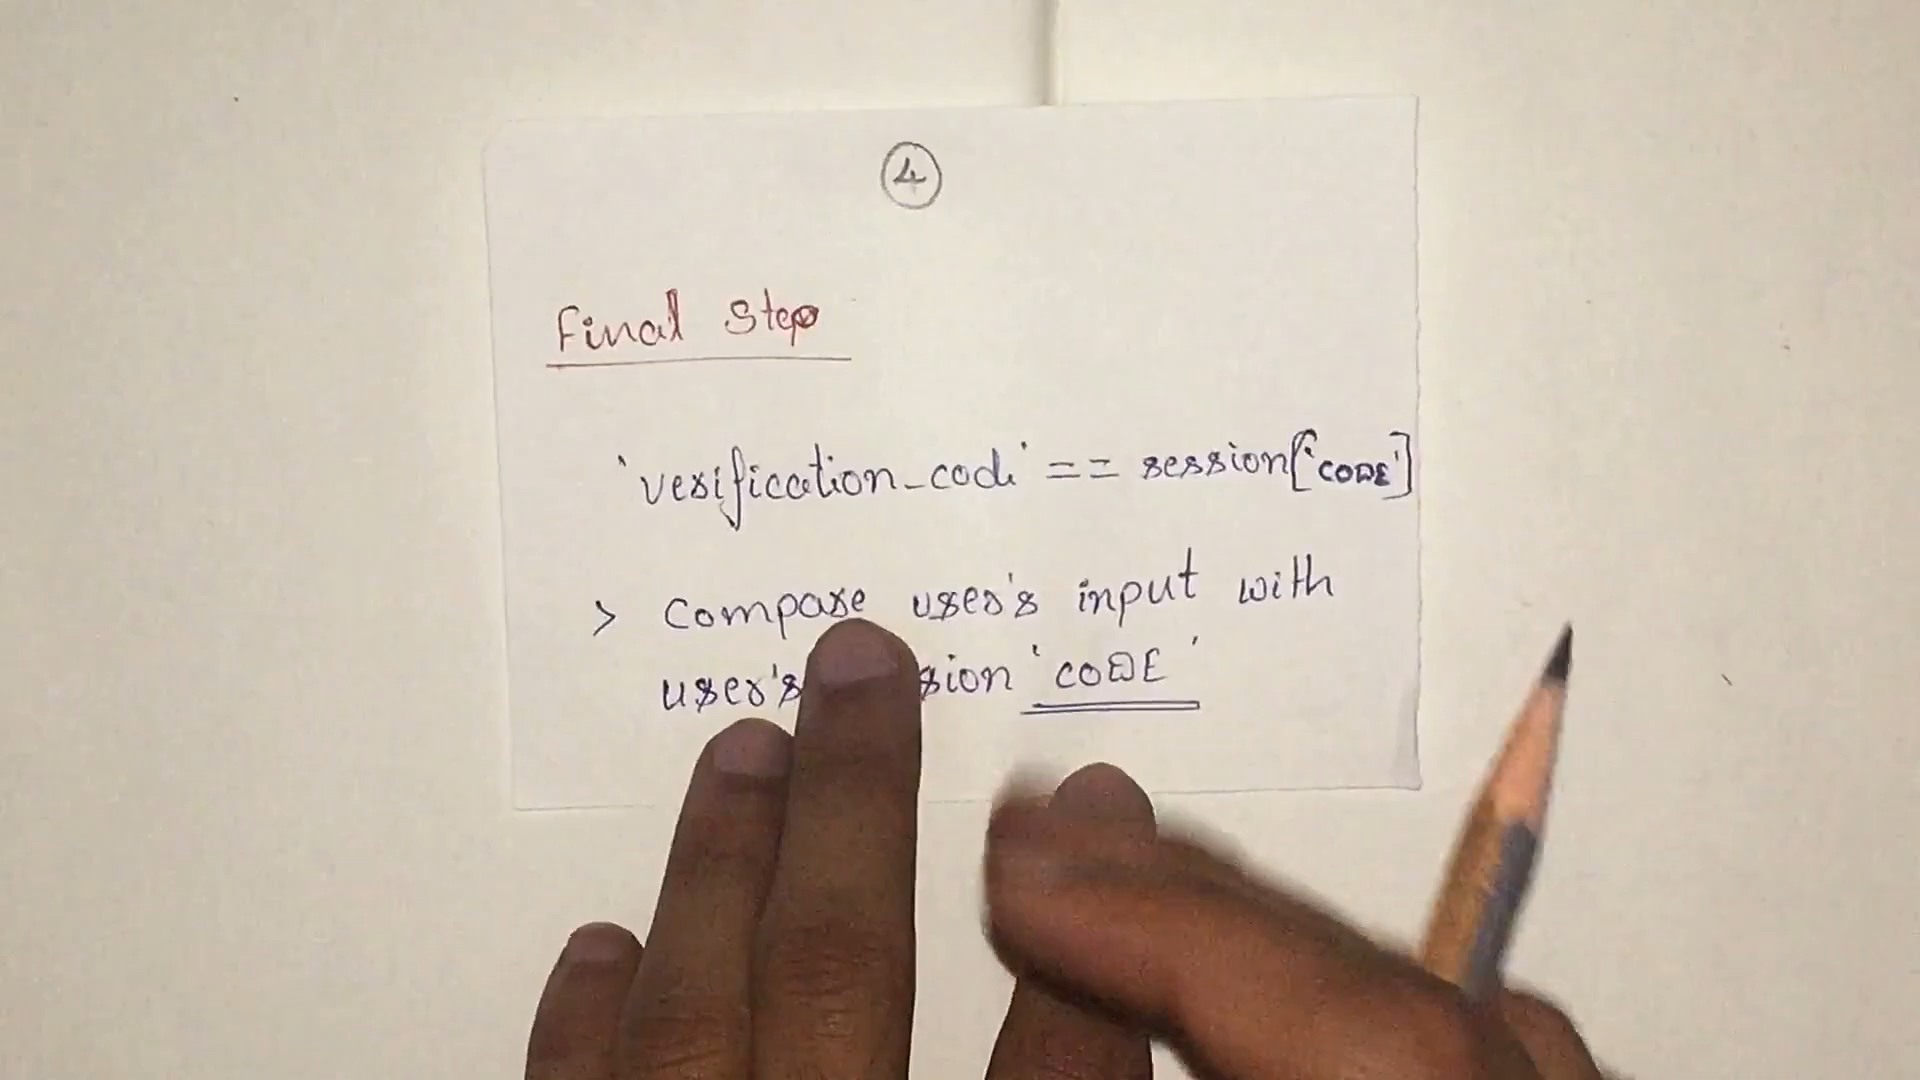 4
Final Step
'verification_code' == session['CODE']
> Compare user's input with
user's sion 'CODE'